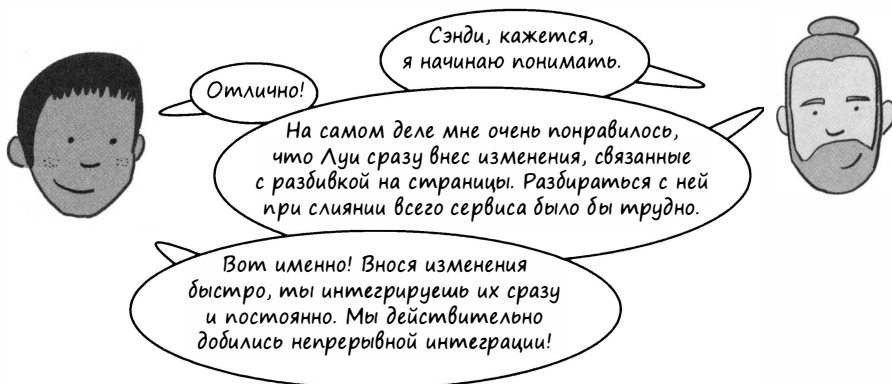 Сэнди, кажется,
я начинаю понимать.
Отлично!
На самом деле мне очень понравилось,
что Луи сразу внес изменения, связанные
с разбивкой на страницы. Разбираться с ней
при слиянии всего сервиса было бы трудно.
Вот именно! Внося изменения
быстро, ты интегрируешь их сразу
и постоянно. Мы действительно
добились непрерывной интеграции!